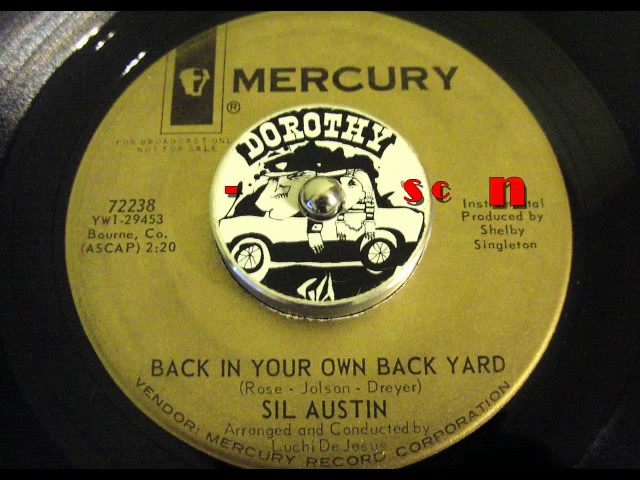 MERCURY
®
FOR BROADCAST ONLY
NOT FOR SALE
DOROTHY
- s c n
72238
YW1-29453
Bourne, Co.
(ASCAP) 2:20
Instrumental
Produced by
Shelby
Singleton
BACK IN YOUR OWN BACK YARD
(Rose - Jolson - Dreyer)
SIL AUSTIN
Arranged and Conducted by
Luchi De Jesus
VENDOR: MERCURY RECORD CORPORATION